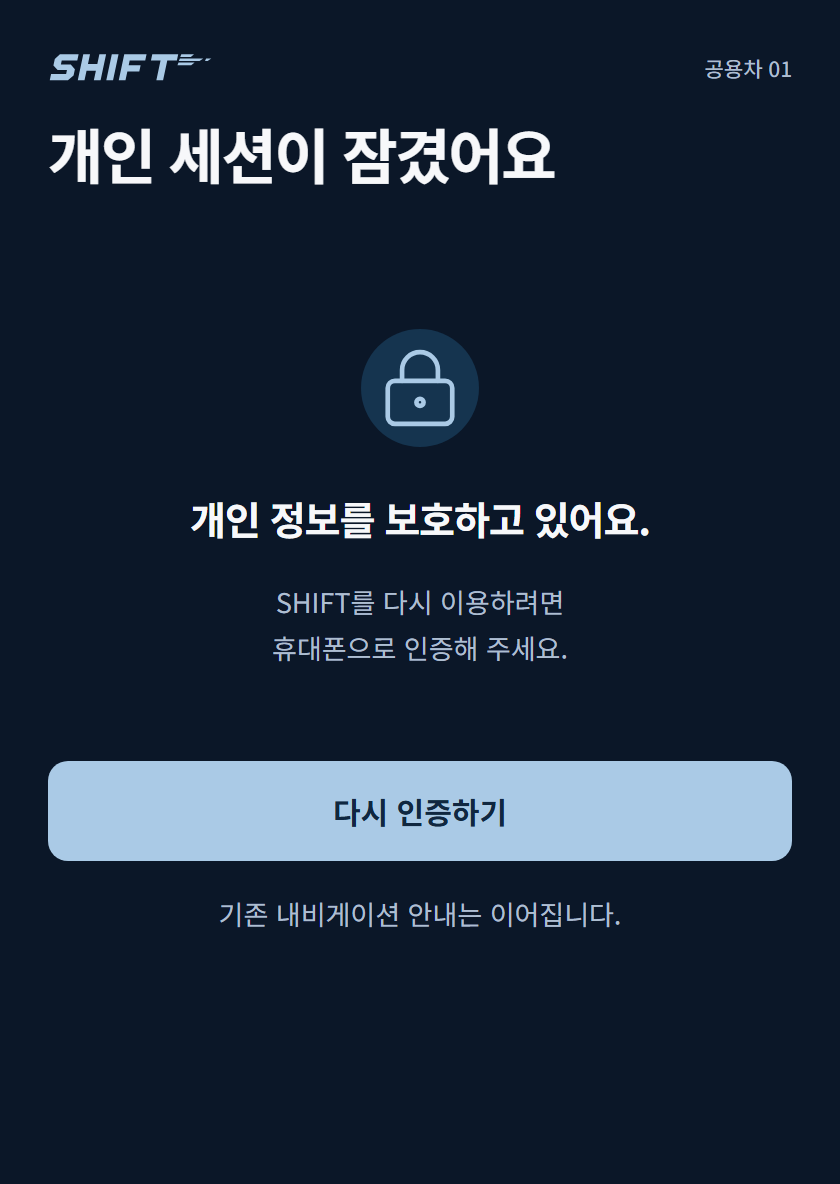 SHIFT
공용차 01
개인 세션이 잠겼어요
개인 정보를 보호하고 있어요.
SHIFT를 다시 이용하려면
휴대폰으로 인증해 주세요.
다시 인증하기
기존 내비게이션 안내는 이어집니다.